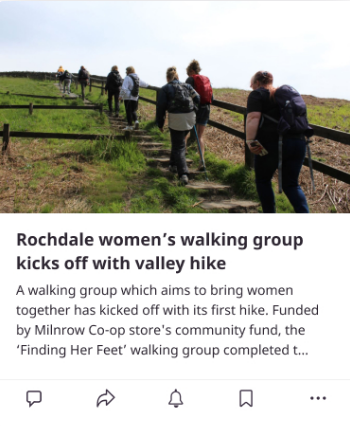 Rochdale women's walking group
kicks off with valley hike
A walking group which aims to bring women
together has kicked off with its first hike. Funded
by Milnrow Co-op store's community fund, the
‘Finding Her Feet’ walking group completed t...